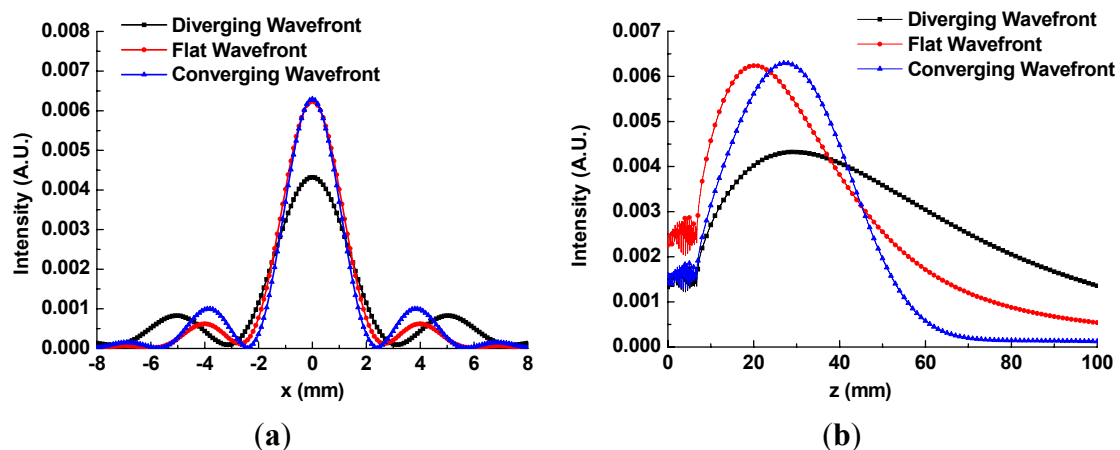 0.008
0.007
0.006
0.005
0.004
0.003
0.002
0.001
0.000
Intensity (A.U.)
Diverging Wavefront
Flat Wavefront
Converging Wavefront
-8 -6 -4 -2 0 2 4 6 8
x (mm)
(a)
0.007
0.006
0.005
0.004
0.003
0.002
0.001
0.000
Intensity (A.U.)
Diverging Wavefront
Flat Wavefront
Converging Wavefront
0 20 40 60 80 100
z (mm)
(b)